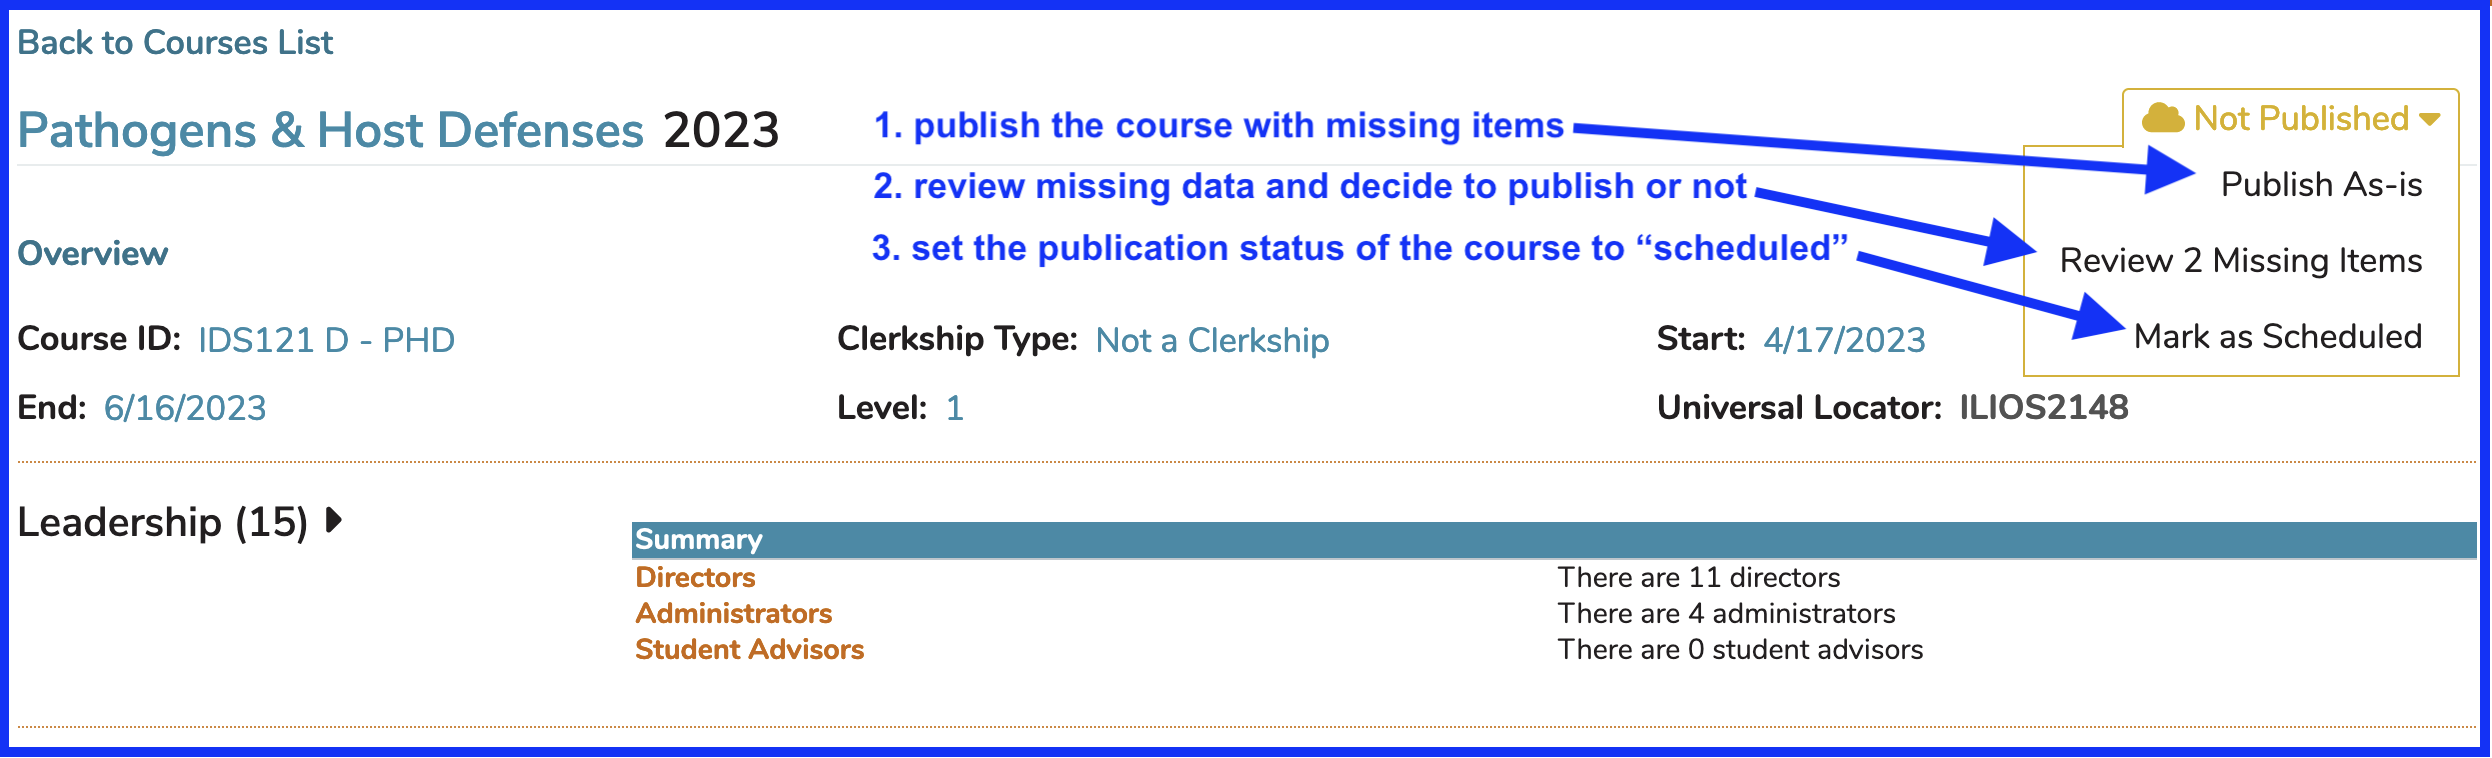 Back to Courses List
Pathogens & Host Defenses 2023
1. publish the course with missing items
2. review missing data and decide to publish or not
3. set the publication status of the course to “scheduled”
Not Published
Publish As-is
Review 2 Missing Items
Mark as Scheduled
Overview
Course ID: IDS121 D - PHD
Clerkship Type: Not a Clerkship
Start: 4/17/2023
End: 6/16/2023
Level: 1
Universal Locator: ILIOS2148
Leadership (15)
Summary
Directors There are 11 directors
Administrators There are 4 administrators
Student Advisors There are 0 student advisors